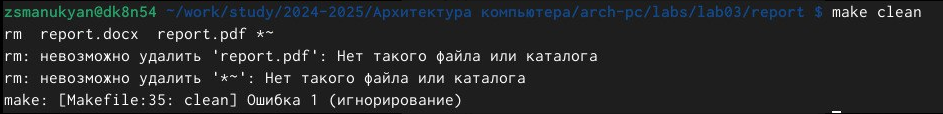 zsmanukyan@dk8n54 ~/work/study/2024-2025/Архитектура компьютера/arch-pc/labs/lab03/report $ make clean
rm  report.docx  report.pdf *~
rm: невозможно удалить 'report.pdf': Нет такого файла или каталога
rm: невозможно удалить '*~': Нет такого файла или каталога
make: [Makefile:35: clean] Ошибка 1 (игнорирование)